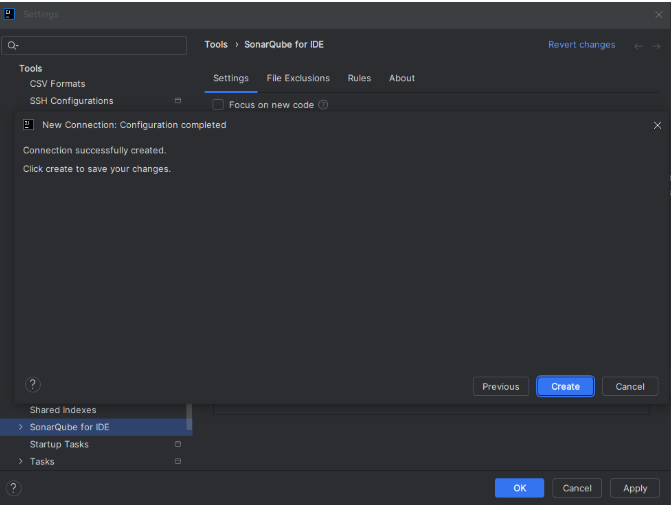 Settings
Tools › SonarQube for IDE
Revert changes
Tools
CSV Formats
SSH Configurations
Settings File Exclusions Rules About
Focus on new code
New Connection: Configuration completed
Connection successfully created.
Click create to save your changes.
?
Previous Create Cancel
Shared Indexes
SonarQube for IDE
Startup Tasks
Tasks
?
OK Cancel Apply